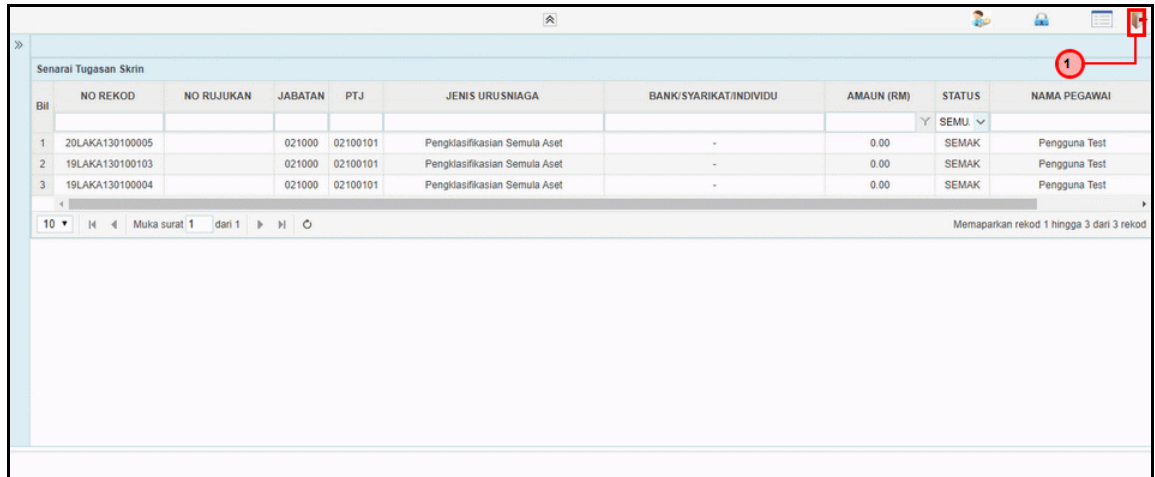 1
Senarai Tugasan Skrin
Bil NO REKOD NO RUJUKAN JABATAN PTJ JENIS URUSNIAGA BANK/SYARIKAT/INDIVIDU AMAUN (RM) STATUS NAMA PEGAWAI
SEMU
1 20LAKA130100005 021000 02100101 Pengklasifikasian Semula Aset - 0.00 SEMAK Pengguna Test
2 19LAKA130100103 021000 02100101 Pengklasifikasian Semula Aset - 0.00 SEMAK Pengguna Test
3 19LAKA130100004 021000 02100101 Pengklasifikasian Semula Aset - 0.00 SEMAK Pengguna Test
10 Muka surat 1 dari 1 Memaparkan rekod 1 hingga 3 dari 3 rekod